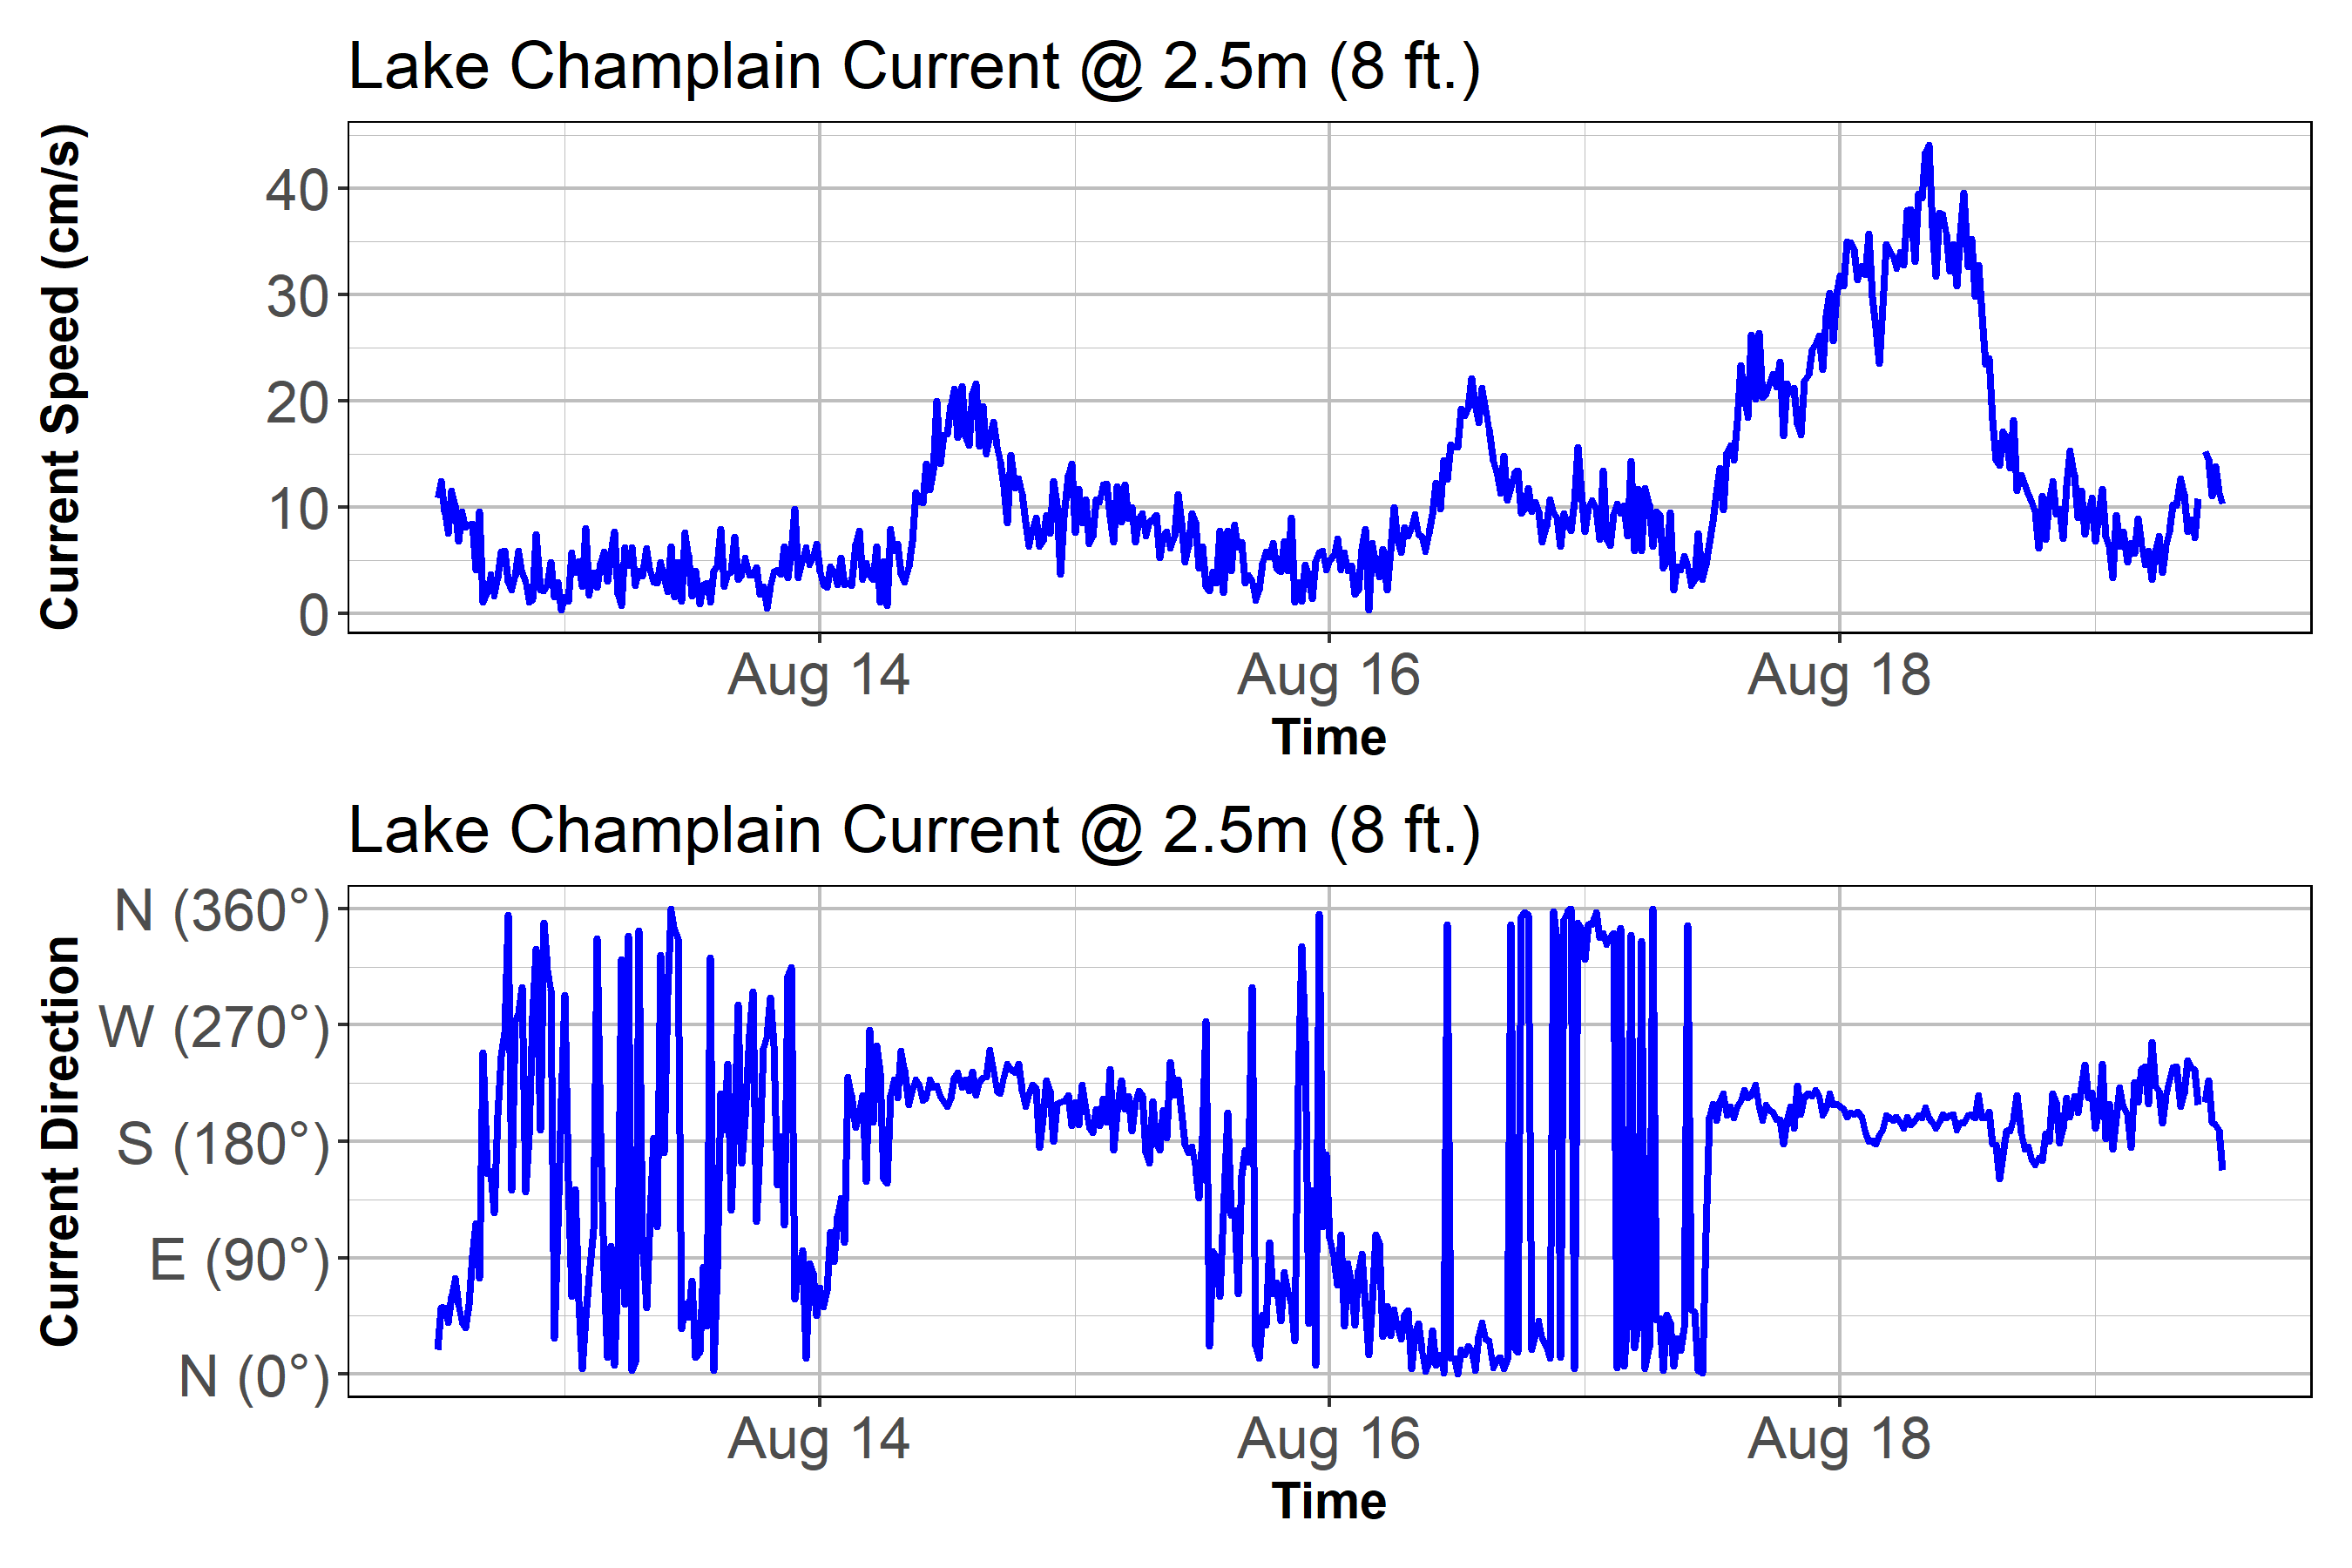 Lake Champlain Current @ 2.5m (8 ft.)
Current Speed (cm/s)
40
30
20
10
0
Aug 14 Aug 16 Aug 18
Time
Lake Champlain Current @ 2.5m (8 ft.)
Current Direction
N (360°)
W (270°)
S (180°)
E (90°)
N (0°)
Aug 14 Aug 16 Aug 18
Time